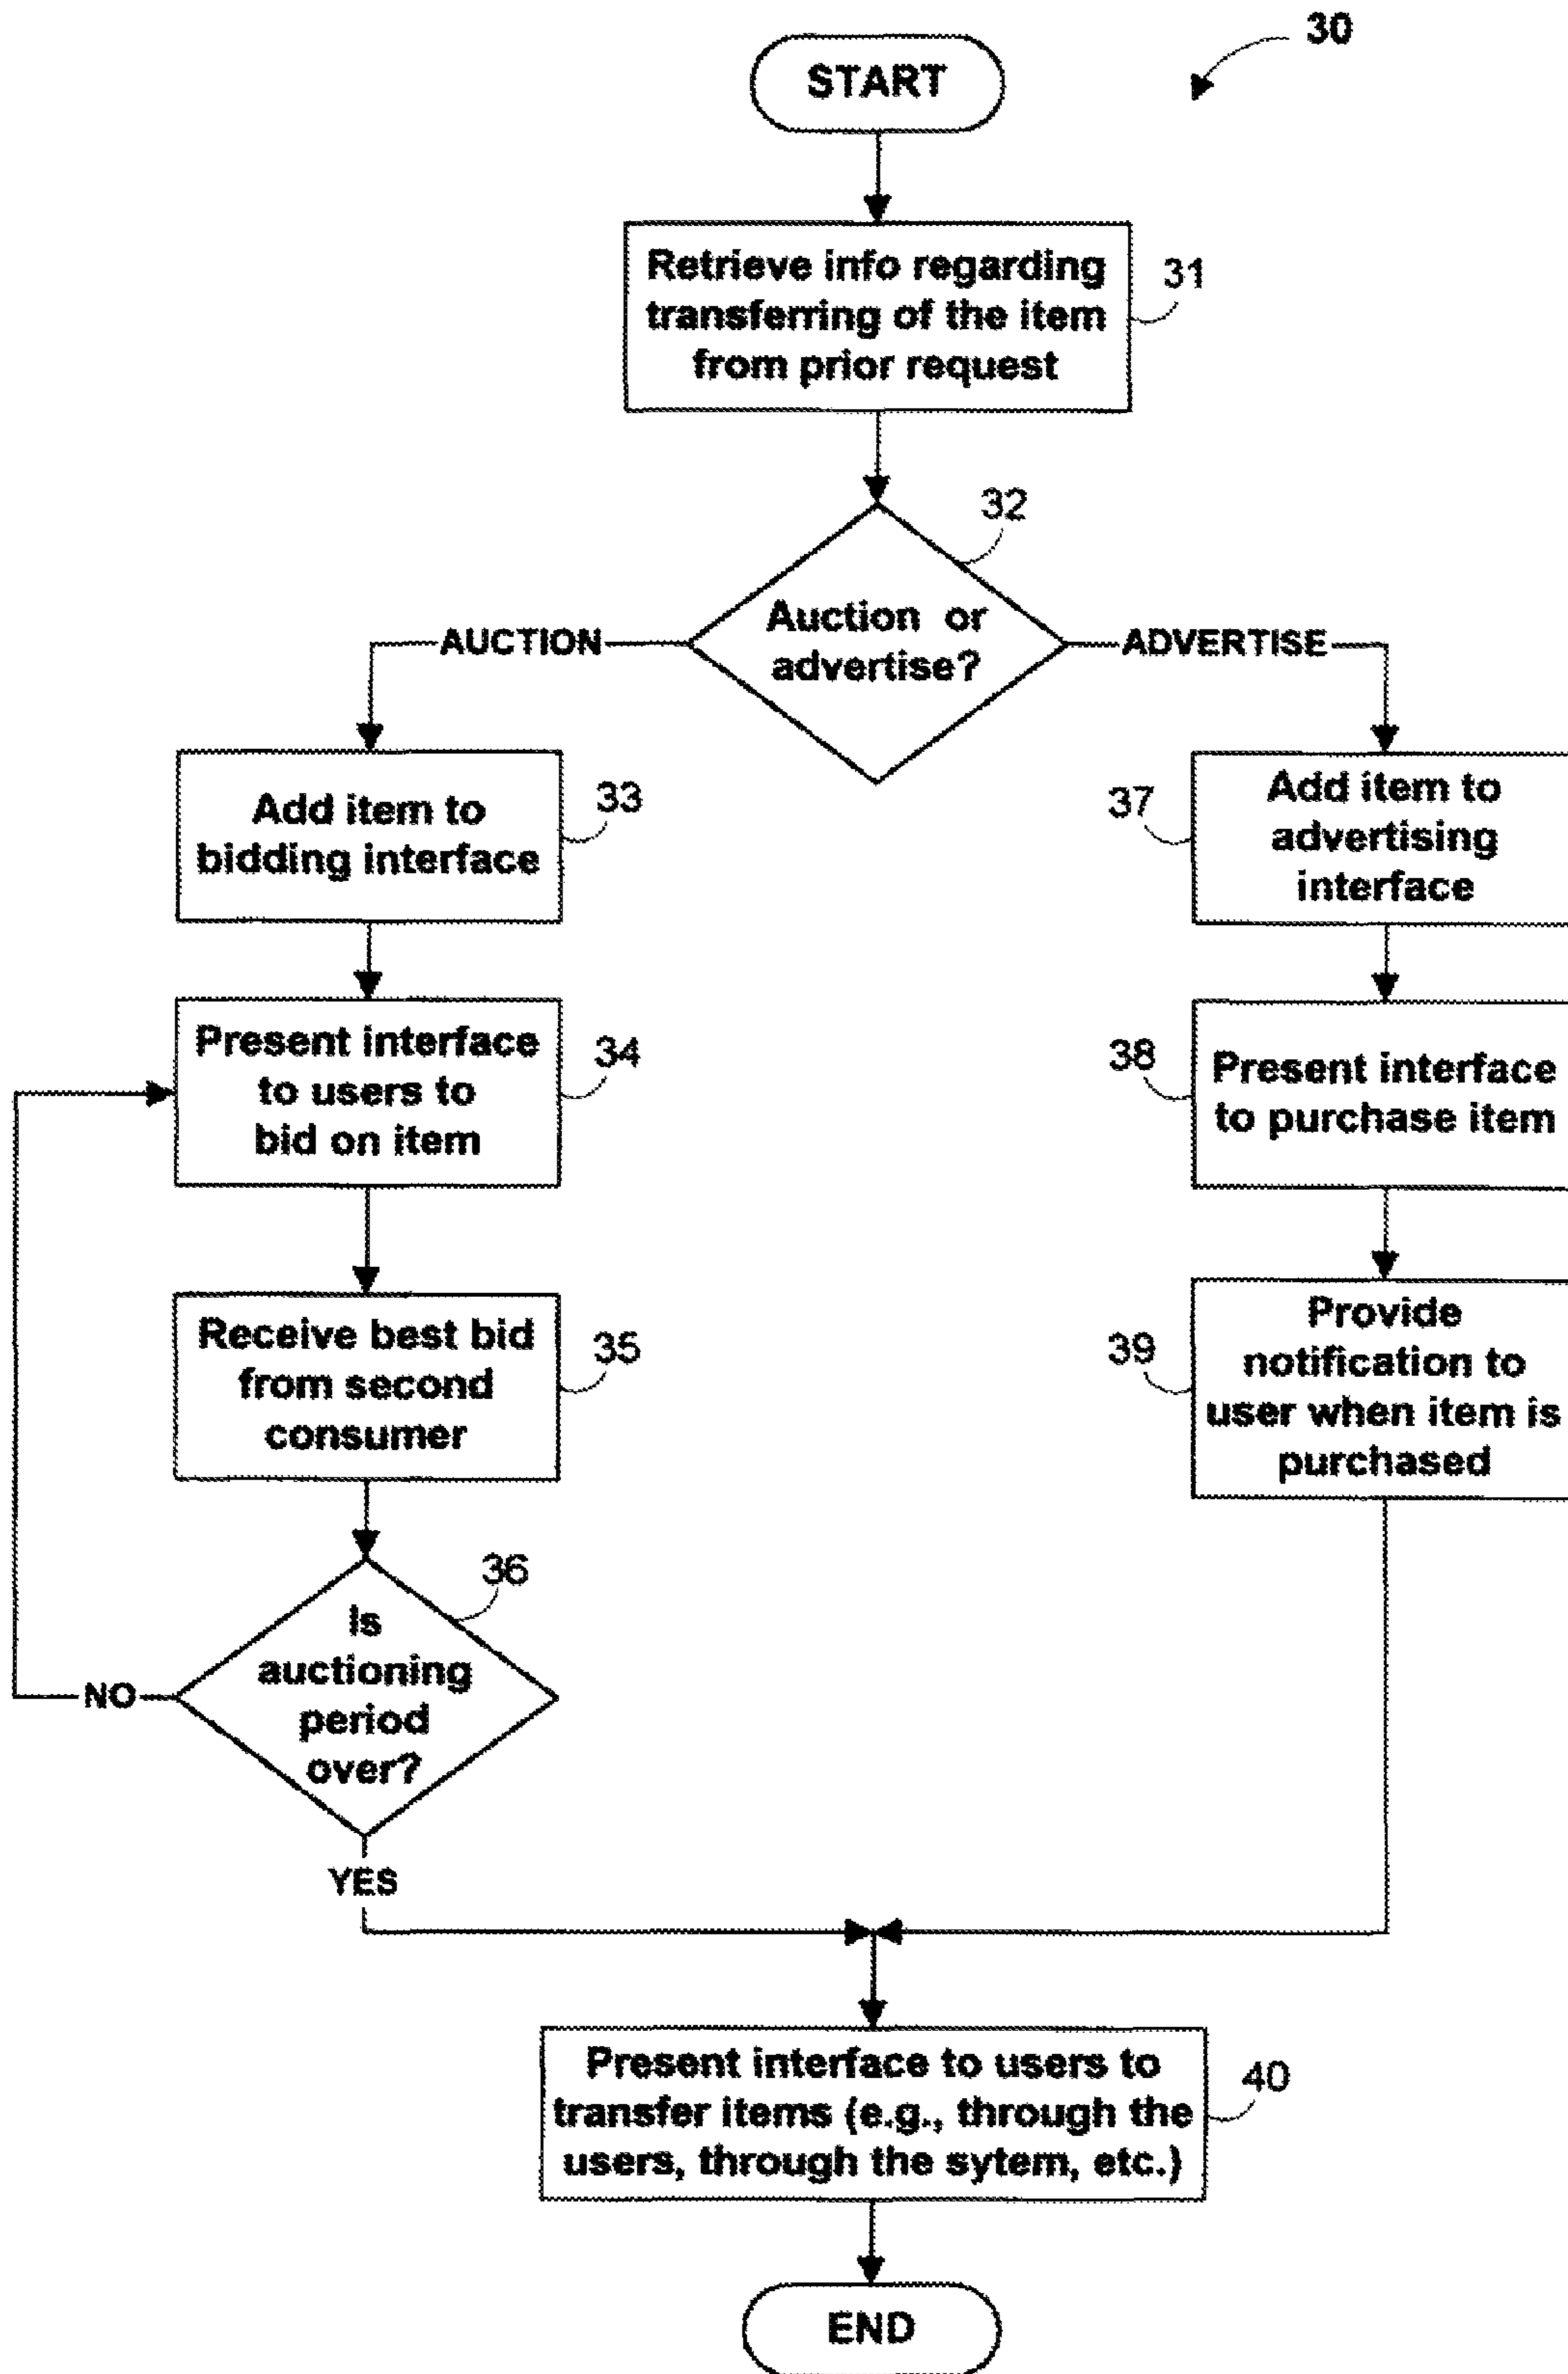 30
START
Retrieve info regarding
transferring of the item
from prior request
31
32
Auction or
advertise?
AUCTION
ADVERTISE
Add item to
bidding interface
33
37
Add item to
advertising
interface
Present interface
to users to
bid on item
34
38
Present interface
to purchase item
Receive best bid
from second
consumer
35
39
Provide
notification to
user when item is
purchased
36
Is
auctioning
period
over?
NO
YES
Present interface to users to
transfer items (e.g., through the
users, through the sytem, etc.)
40
END